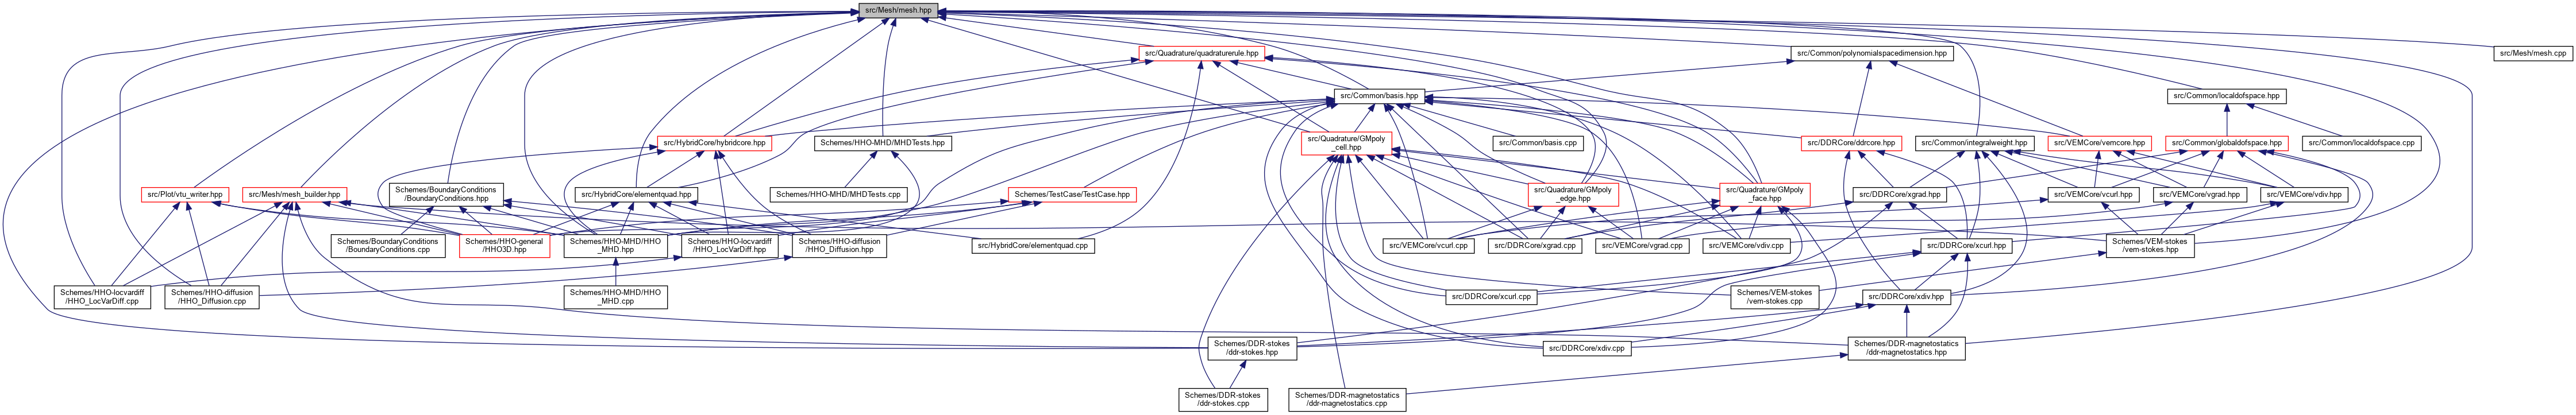 src/Mesh/mesh.hpp
src/Quadrature/quadraturerule.hpp
src/Common/polynomialspacedimension.hpp
src/Mesh/mesh.cpp
src/Common/basis.hpp
src/Common/localdofspace.hpp
src/HybridCore/hybridcore.hpp
Schemes/HHO-MHD/MHDTests.hpp
src/Quadrature/GMpoly
_cell.hpp
src/Common/basis.cpp
src/DDRCore/ddrcore.hpp
src/Common/integralweight.hpp
src/VEMCore/vemcore.hpp
src/Common/globaldofspace.hpp
src/Common/localdofspace.cpp
src/Plot/vtu_writer.hpp
src/Mesh/mesh_builder.hpp
Schemes/BoundaryConditions
/BoundaryConditions.hpp
src/HybridCore/elementquad.hpp
Schemes/HHO-MHD/MHDTests.cpp
Schemes/TestCase/TestCase.hpp
src/Quadrature/GMpoly
_edge.hpp
src/Quadrature/GMpoly
_face.hpp
src/DDRCore/xgrad.hpp
src/VEMCore/vcurl.hpp
src/VEMCore/vgrad.hpp
src/VEMCore/vdiv.hpp
Schemes/BoundaryConditions
/BoundaryConditions.cpp
Schemes/HHO-general
/HHO3D.hpp
Schemes/HHO-MHD/HHO
_MHD.hpp
Schemes/HHO-locvardiff
/HHO_LocVarDiff.hpp
Schemes/HHO-diffusion
/HHO_Diffusion.hpp
src/HybridCore/elementquad.cpp
src/VEMCore/vcurl.cpp
src/DDRCore/xgrad.cpp
src/VEMCore/vgrad.cpp
src/VEMCore/vdiv.cpp
src/DDRCore/xcurl.hpp
Schemes/VEM-stokes
/vem-stokes.hpp
Schemes/HHO-locvardiff
/HHO_LocVarDiff.cpp
Schemes/HHO-diffusion
/HHO_Diffusion.cpp
Schemes/HHO-MHD/HHO
_MHD.cpp
src/DDRCore/xcurl.cpp
Schemes/VEM-stokes
/vem-stokes.cpp
src/DDRCore/xdiv.hpp
Schemes/DDR-stokes
/ddr-stokes.hpp
src/DDRCore/xdiv.cpp
Schemes/DDR-magnetostatics
/ddr-magnetostatics.hpp
Schemes/DDR-stokes
/ddr-stokes.cpp
Schemes/DDR-magnetostatics
/ddr-magnetostatics.cpp